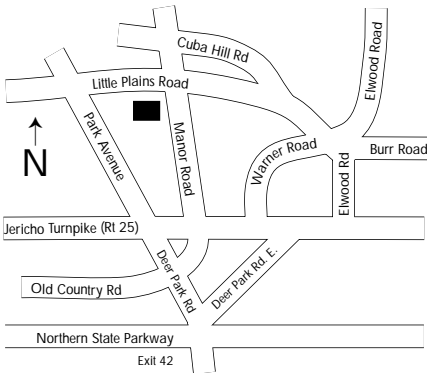 Cuba Hill Rd
Elwood Road
Little Plains Road
Park Avenue
Manor Road
Warner Road
Burr Road
N
Elwood Rd
Jericho Turnpike (Rt 25)
Deer Park Rd
Deer Park Rd. E.
Old Country Rd
Northern State Parkway
Exit 42